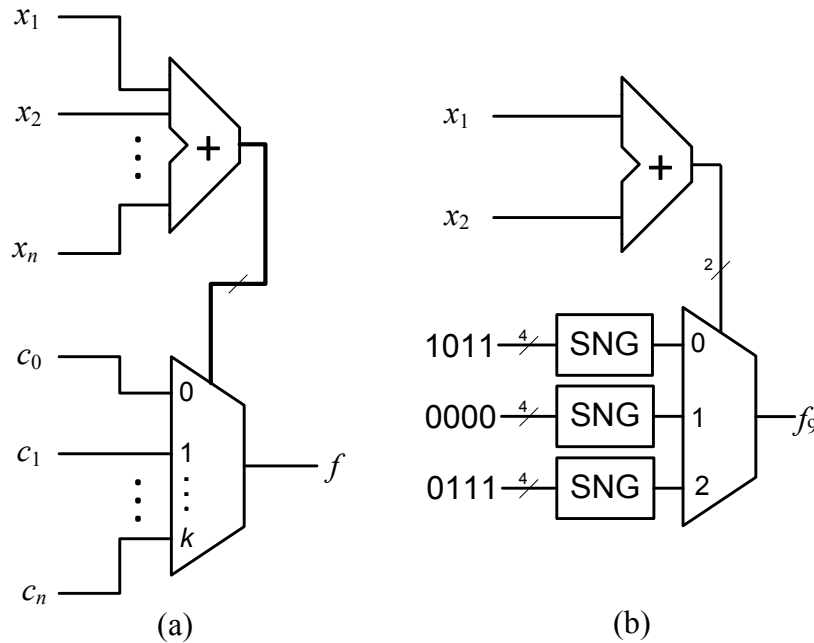 x1
x2
⋮
xn
+
c0
c1
⋮
cn
0
1
⋮
k
f
(a)
x1
x2
+
2
1011 4 SNG 0
0000 4 SNG 1
0111 4 SNG 2
f9
(b)